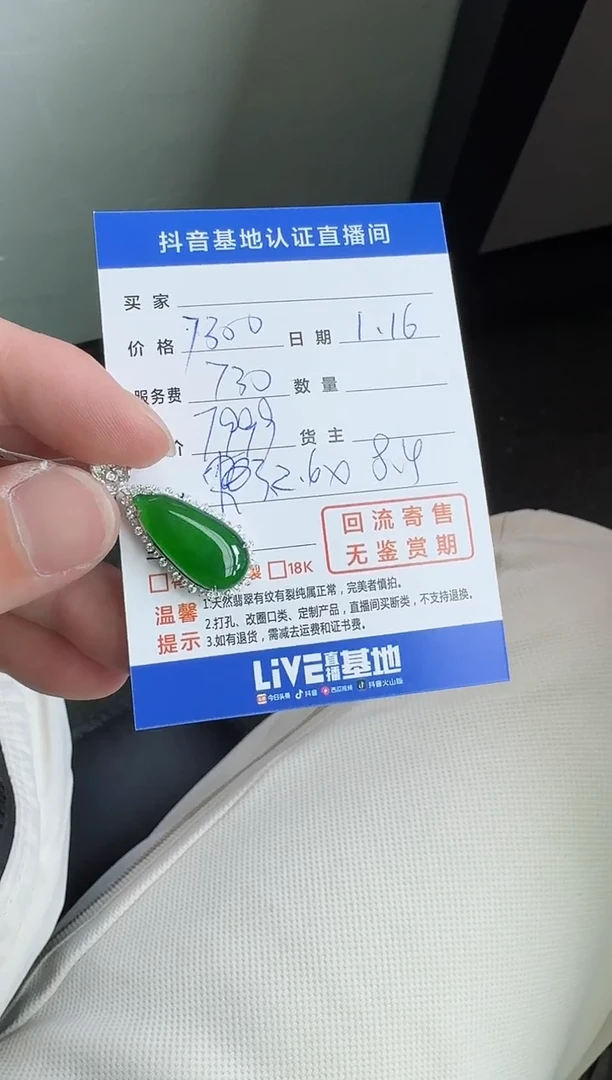 抖音基地认证直播间
买家
价格 7300 日期 1.16
服务费 730 数量
价 7999 货主
32.6x 8.4
回流寄售
无鉴赏期
裂 18K
温馨提示
1.天然翡翠有纹有裂纯属正常，完美者慎拍。
2.打孔、改圈口类、定制产品，直播间买断类，不支持退换。
3.如有退货，需减去运费和证书费。
LiVE直播基地
今日头条 抖音 西瓜视频 抖音火山版